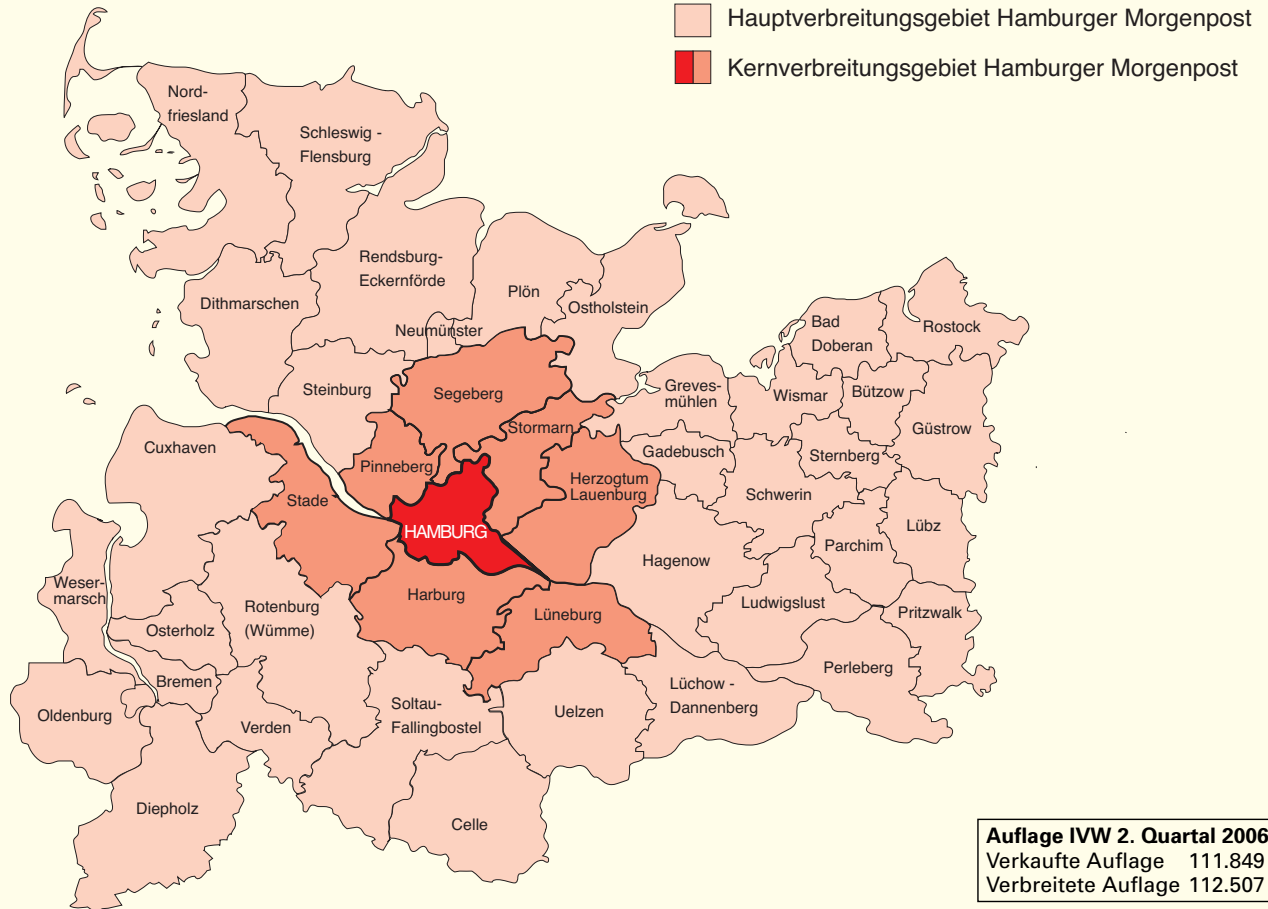 Hauptverbreitungsgebiet Hamburger Morgenpost
Kernverbreitungsgebiet Hamburger Morgenpost
Nord-
friesland
Schleswig -
Flensburg
Rendsburg-
Eckernförde
Plön
Ostholstein
Dithmarschen
Neumünster
Bad
Doberan
Rostock
Steinburg
Segeberg
Greves-
mühlen
Wismar
Bützow
Güstrow
Cuxhaven
Stormarn
Gadebusch
Sternberg
Pinneberg
Herzogtum
Lauenburg
Schwerin
Stade
HAMBURG
Lübz
Parchim
Hagenow
Weser-
marsch
Harburg
Lüneburg
Ludwigslust
Pritzwalk
Rotenburg
(Wümme)
Osterholz
Perleberg
Bremen
Lüchow -
Dannenberg
Soltau-
Fallingbostel
Uelzen
Oldenburg
Verden
Diepholz
Celle
Auflage IVW 2. Quartal 2006
Verkaufte Auflage 111.849
Verbreitete Auflage 112.507